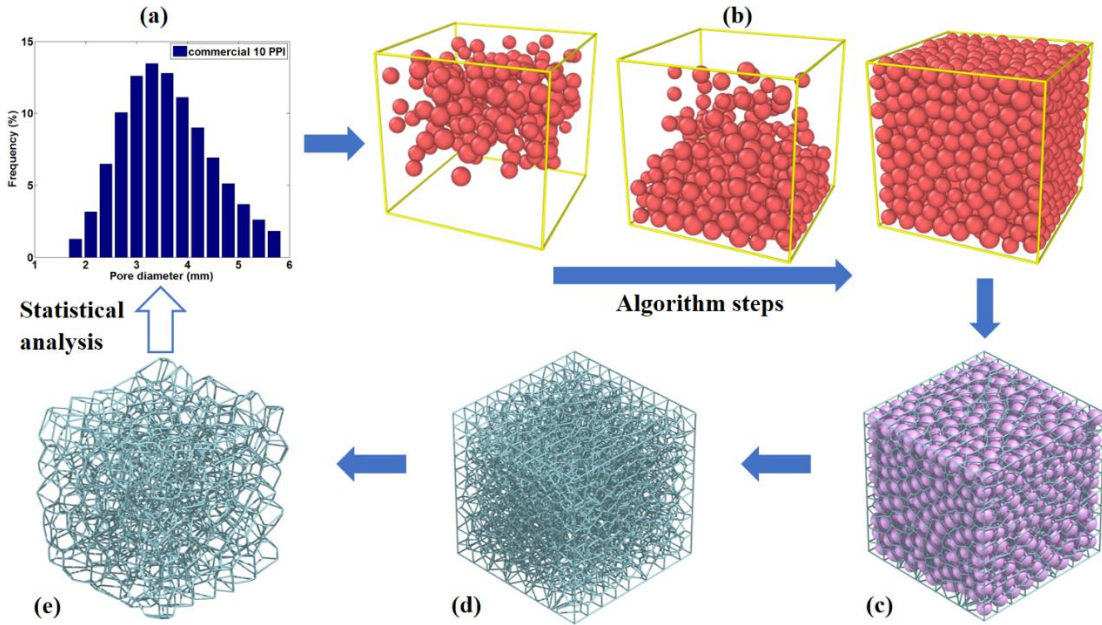 (a)
(b)
commercial 10 PPI
15
10
5
0
Frequency (%)
1 2 3 4 5 6
Pore diameter (mm)
Algorithm steps
Statistical
analysis
(e)
(d)
(c)